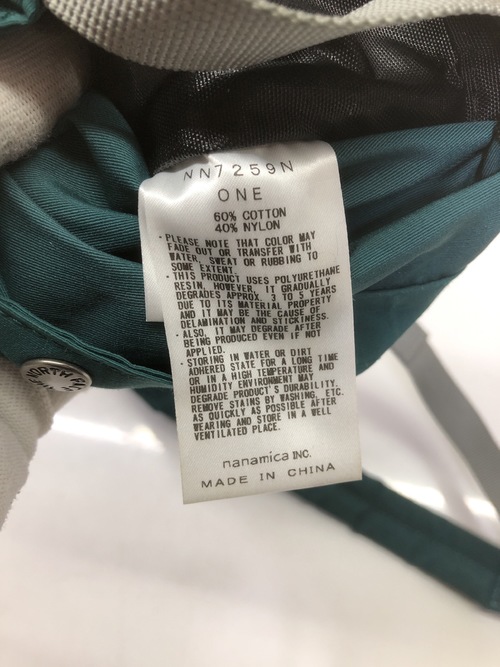 NN7259N
ONE
60% COTTON
40% NYLON
・PLEASE NOTE THAT COLOR MAY
FADE OUT OR TRANSFER WITH
WATER, SWEAT OR RUBBING TO
SOME EXTENT.
・THIS PRODUCT USES POLYURETHANE
RESIN, HOWEVER, IT GRADUALLY
DEGRADES APPROX. 3 TO 5 YEARS
DUE TO ITS MATERIAL PROPERTY
AND IT MAY BE THE CAUSE OF
DELAMINATION AND STICKINESS.
・ALSO, IT MAY DEGRADE AFTER
BEING PRODUCED EVEN IF NOT
APPLIED.
・STORING IN WATER OR DIRT
ADHERED STATE FOR A LONG TIME
OR IN A HIGH TEMPERATURE AND
HUMIDITY ENVIRONMENT MAY
DEGRADE PRODUCT'S DURABILITY.
REMOVE STAINS BY WASHING, ETC.
AS QUICKLY AS POSSIBLE AFTER
WEARING AND STORE IN A WELL
VENTILATED PLACE.
nanamica INC.
MADE IN CHINA
NORTH FA